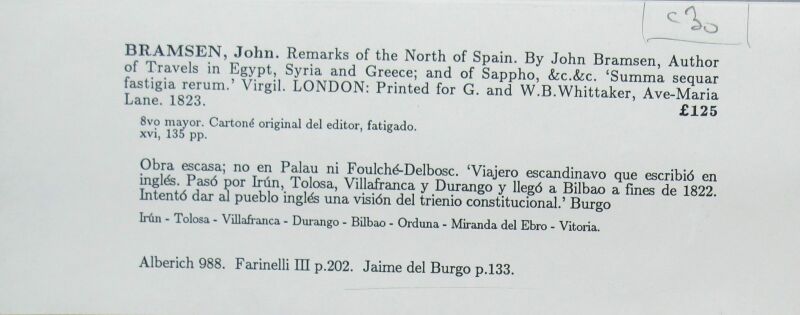 c30
BRAMSEN, John. Remarks of the North of Spain. By John Bramsen, Author
of Travels in Egypt, Syria and Greece; and of Sappho, &c.&c. ‘Summa sequar
fastigia rerum.’ Virgil. LONDON: Printed for G. and W.B.Whittaker, Ave-Maria
Lane. 1823. £125
8vo mayor. Cartoné original del editor, fatigado.
xvi, 135 pp.
Obra escasa; no en Palau ni Foulché-Delbosc. ‘Viajero escandinavo que escribió en
inglés. Pasó por Irún, Tolosa, Villafranca y Durango y llegó a Bilbao a fines de 1822.
Intentó dar al pueblo inglés una visión del trienio constitucional.’ Burgo
Irún - Tolosa - Villafranca - Durango - Bilbao - Orduna - Miranda del Ebro - Vitoria.
Alberich 988. Farinelli III p.202. Jaime del Burgo p.133.